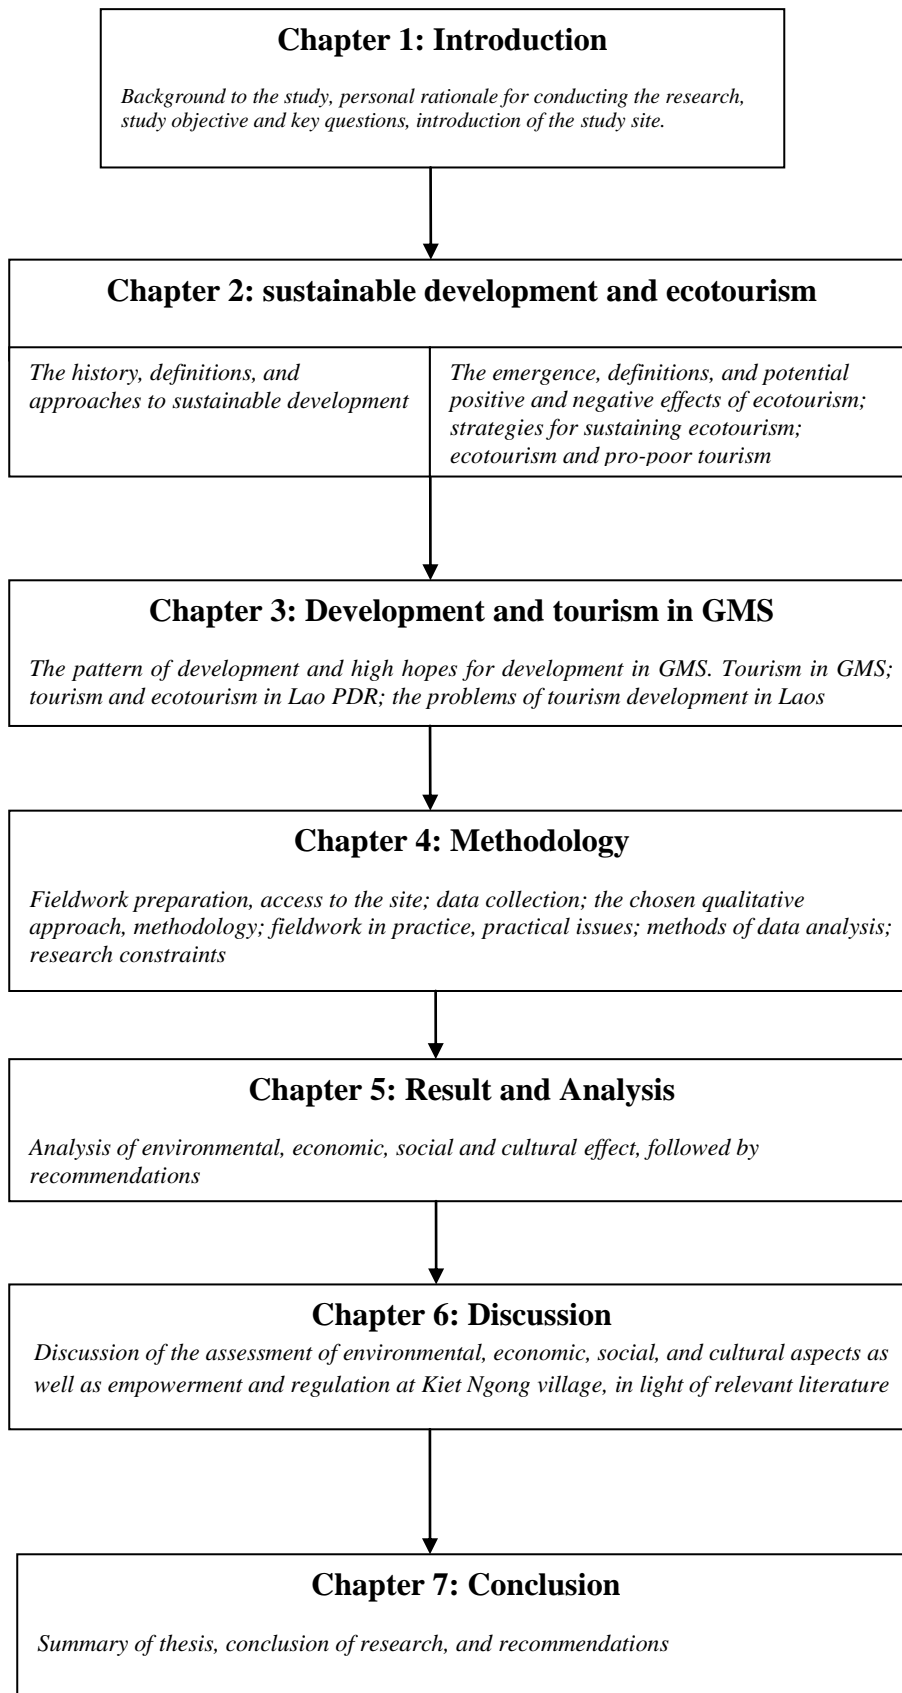 Chapter 1: Introduction
Background to the study, personal rationale for conducting the research,
study objective and key questions, introduction of the study site.
Chapter 2: sustainable development and ecotourism
The history, definitions, and
approaches to sustainable development
The emergence, definitions, and potential
positive and negative effects of ecotourism;
strategies for sustaining ecotourism;
ecotourism and pro-poor tourism
Chapter 3: Development and tourism in GMS
The pattern of development and high hopes for development in GMS. Tourism in GMS;
tourism and ecotourism in Lao PDR; the problems of tourism development in Laos
Chapter 4: Methodology
Fieldwork preparation, access to the site; data collection; the chosen qualitative
approach, methodology; fieldwork in practice, practical issues; methods of data analysis;
research constraints
Chapter 5: Result and Analysis
Analysis of environmental, economic, social and cultural effect, followed by
recommendations
Chapter 6: Discussion
Discussion of the assessment of environmental, economic, social, and cultural aspects as
well as empowerment and regulation at Kiet Ngong village, in light of relevant literature
Chapter 7: Conclusion
Summary of thesis, conclusion of research, and recommendations